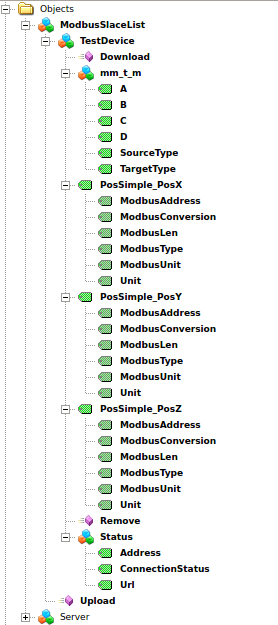 Objects
ModbusSlaceList
TestDevice
Download
mm_t_m
A
B
C
D
SourceType
TargetType
PosSimple_PosX
ModbusAddress
ModbusConversion
ModbusLen
ModbusType
ModbusUnit
Unit
PosSimple_PosY
ModbusAddress
ModbusConversion
ModbusLen
ModbusType
ModbusUnit
Unit
PosSimple_PosZ
ModbusAddress
ModbusConversion
ModbusLen
ModbusType
ModbusUnit
Unit
Remove
Status
Address
ConnectionStatus
Url
Upload
Server